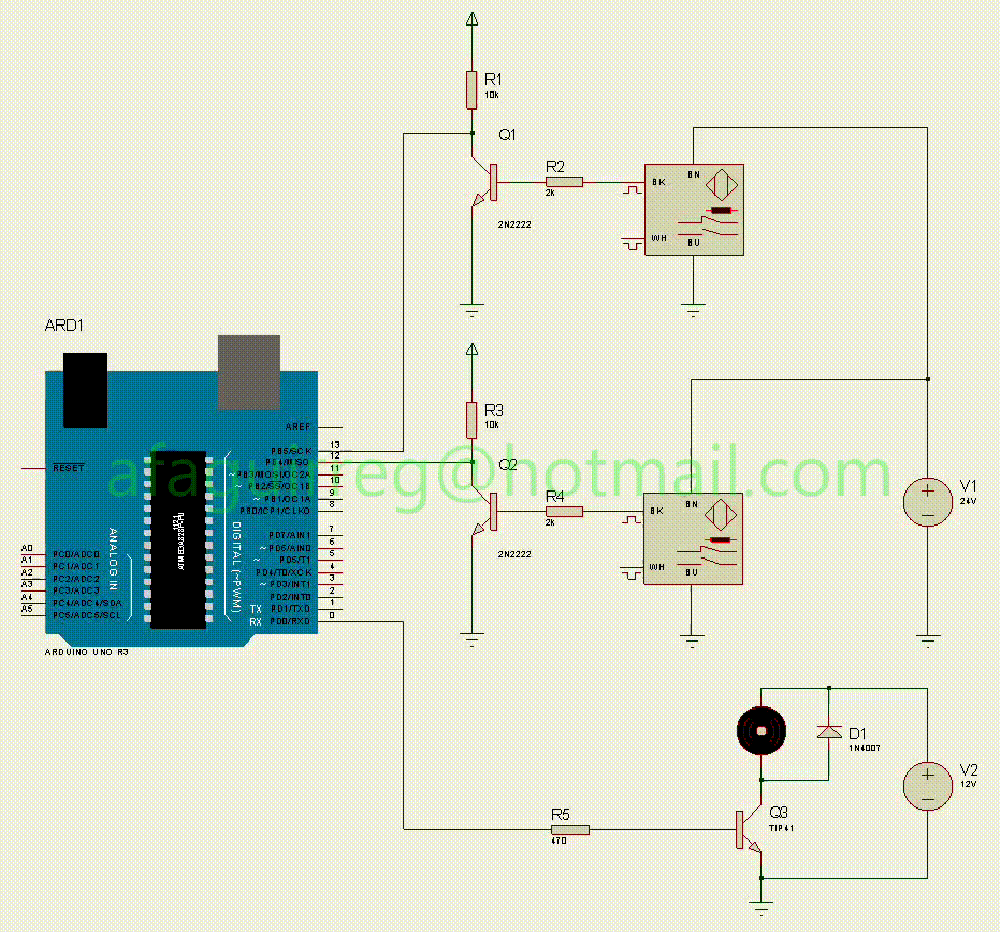 R1
10k
Q1
2N2222
R2
2k
BK
BN
WH
BU
ARD1
R3
10k
Q2
2N2222
R4
2k
BK
BN
WH
BU
V1
24V
AREF
RESET
PB5/SCK
13
PB4/MISO
12
~ PB3/MOSI/OC2A
11
~ PB2/SS/OC1B
10
~ PB1/OC1A
9
PB0/ICP1/CLKO
8
PD7/AIN1
7
~ PD6/AIN0
6
~ PD5/T1
5
PD4/T0/XCK
4
~ PD3/INT1
3
PD2/INT0
2
TX PD1/TXD
1
RX PD0/RXD
0
DIGITAL (~PWM)
ANALOG IN
A0 PC0/ADC0
A1 PC1/ADC1
A2 PC2/ADC2
A3 PC3/ADC3
A4 PC4/ADC4/SDA
A5 PC5/ADC5/SCL
ARDUINO UNO R3
R5
470
Q3
TIP41
D1
1N4007
V2
12V